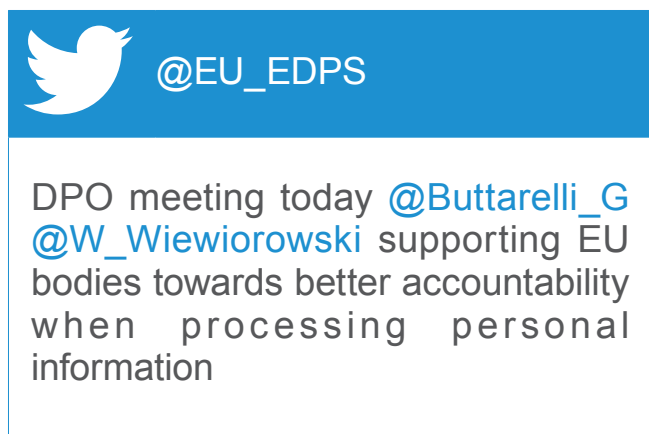 @EU_EDPS
DPO meeting today @Buttarelli_G
@W_Wiewiorowski supporting EU
bodies towards better accountability
when processing personal
information